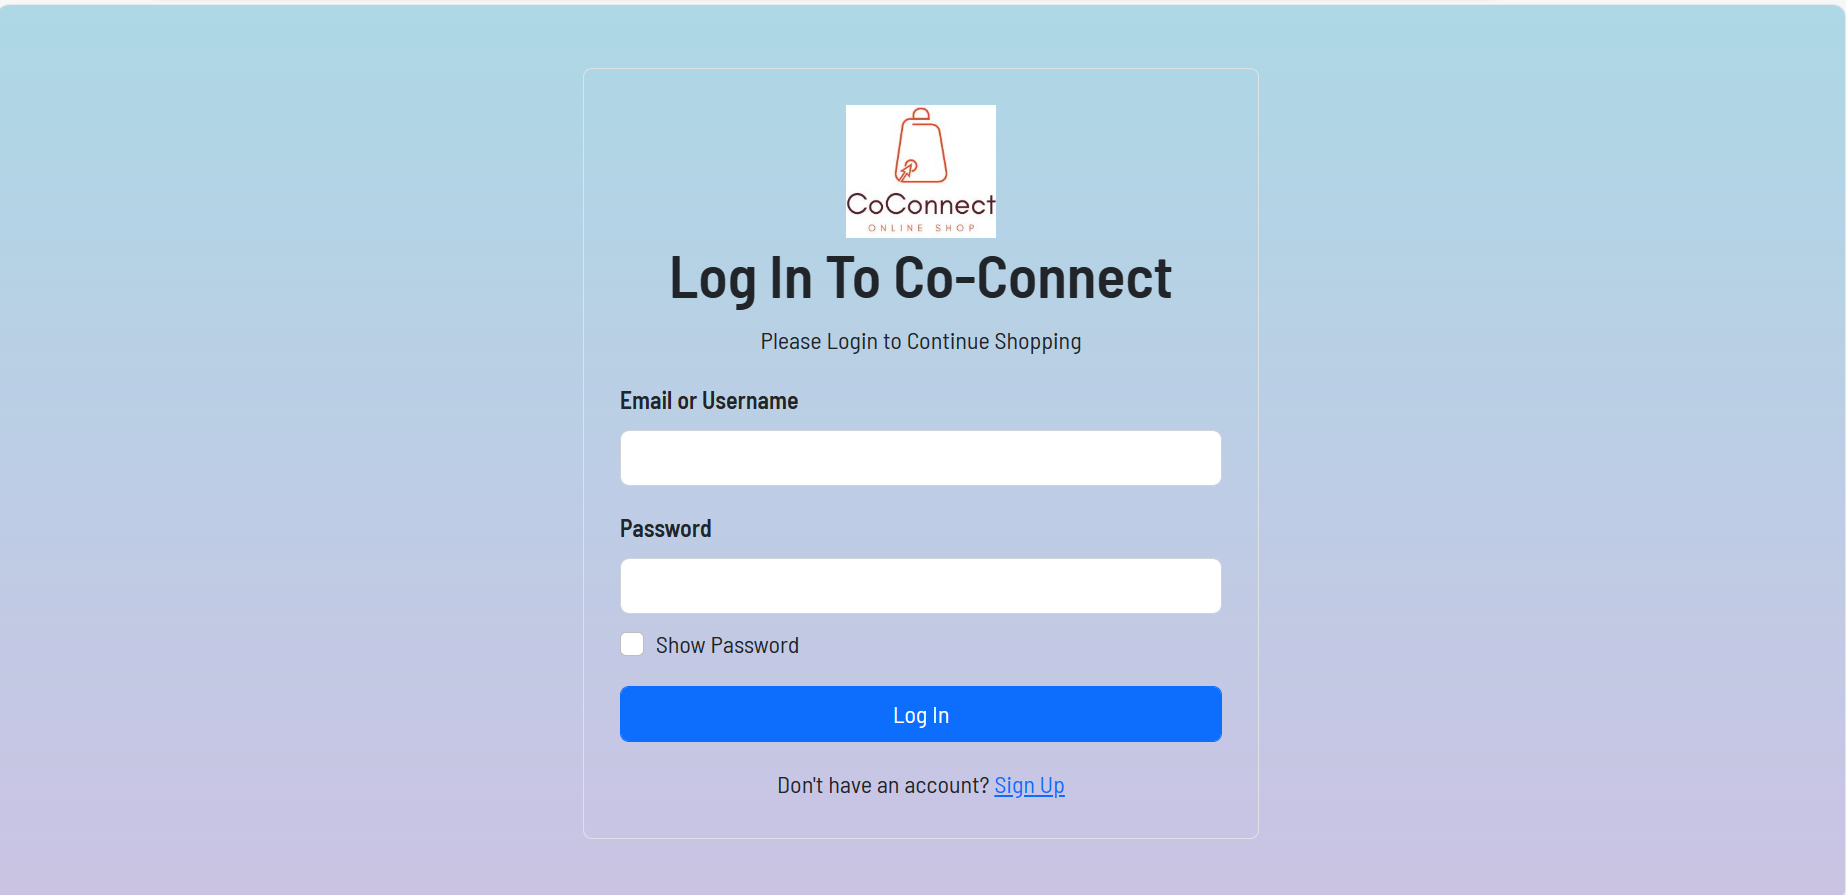 CoConnect
ONLINE SHOP
Log In To Co-Connect
Please Login to Continue Shopping
Email or Username
Password
Show Password
Log In
Don't have an account? Sign Up